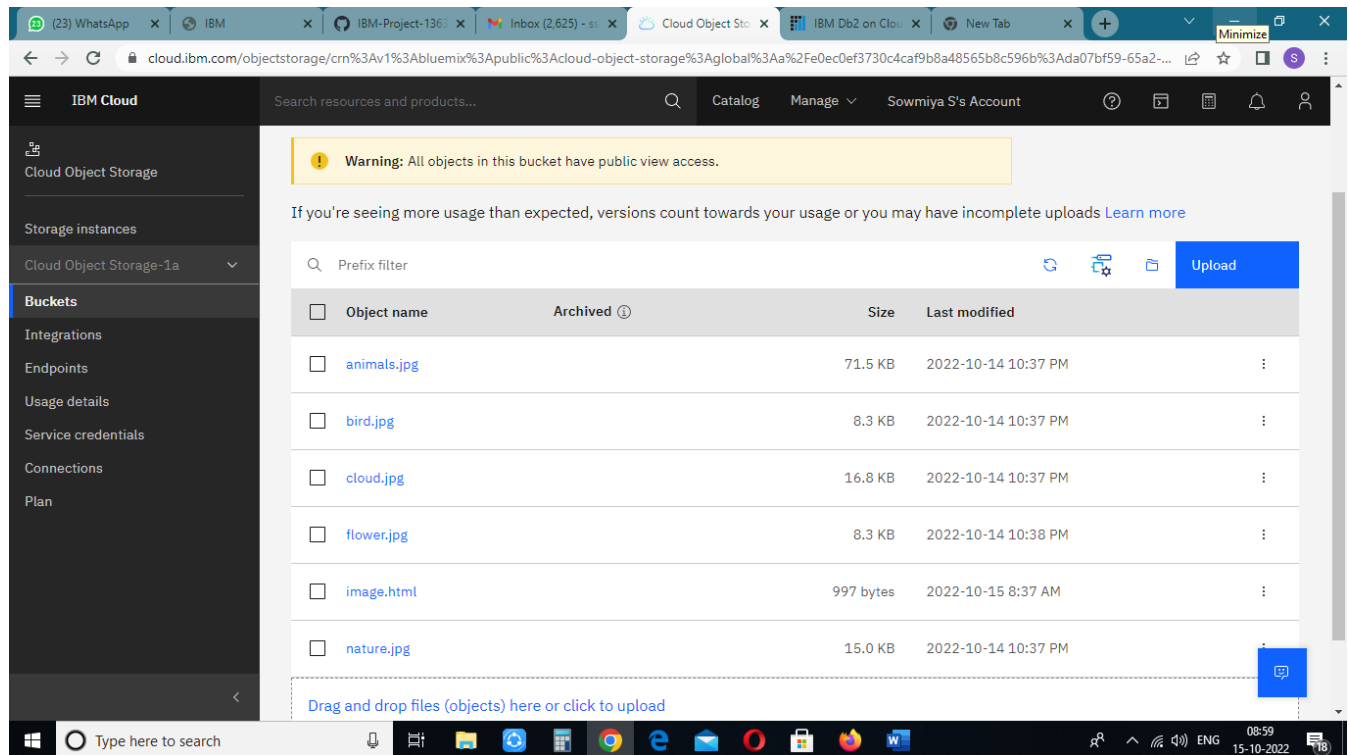 23 (23) WhatsApp
IBM
IBM-Project-1363
Inbox (2,625) - ss
Cloud Object Sto
IBM Db2 on Clou
New Tab
Minimize
cloud.ibm.com/objectstorage/crn%3Av1%3Abluemix%3Apublic%3Acloud-object-storage%3Aglobal%3Aa%2Fe0ec0ef3730c4caf9b8a48565b8c596b%3Ada07bf59-65a2-...
S
IBM Cloud
Search resources and products...
Catalog
Manage
Sowmiya S's Account
Cloud Object Storage
Storage instances
Cloud Object Storage-1a
Buckets
Integrations
Endpoints
Usage details
Service credentials
Connections
Plan
Warning: All objects in this bucket have public view access.
If you're seeing more usage than expected, versions count towards your usage or you may have incomplete uploads Learn more
Prefix filter
Upload
Object name Archived Size Last modified
animals.jpg 71.5 KB 2022-10-14 10:37 PM
bird.jpg 8.3 KB 2022-10-14 10:37 PM
cloud.jpg 16.8 KB 2022-10-14 10:37 PM
flower.jpg 8.3 KB 2022-10-14 10:38 PM
image.html 997 bytes 2022-10-15 8:37 AM
nature.jpg 15.0 KB 2022-10-14 10:37 PM
Drag and drop files (objects) here or click to upload
Type here to search
ENG
08:59
15-10-2022
18